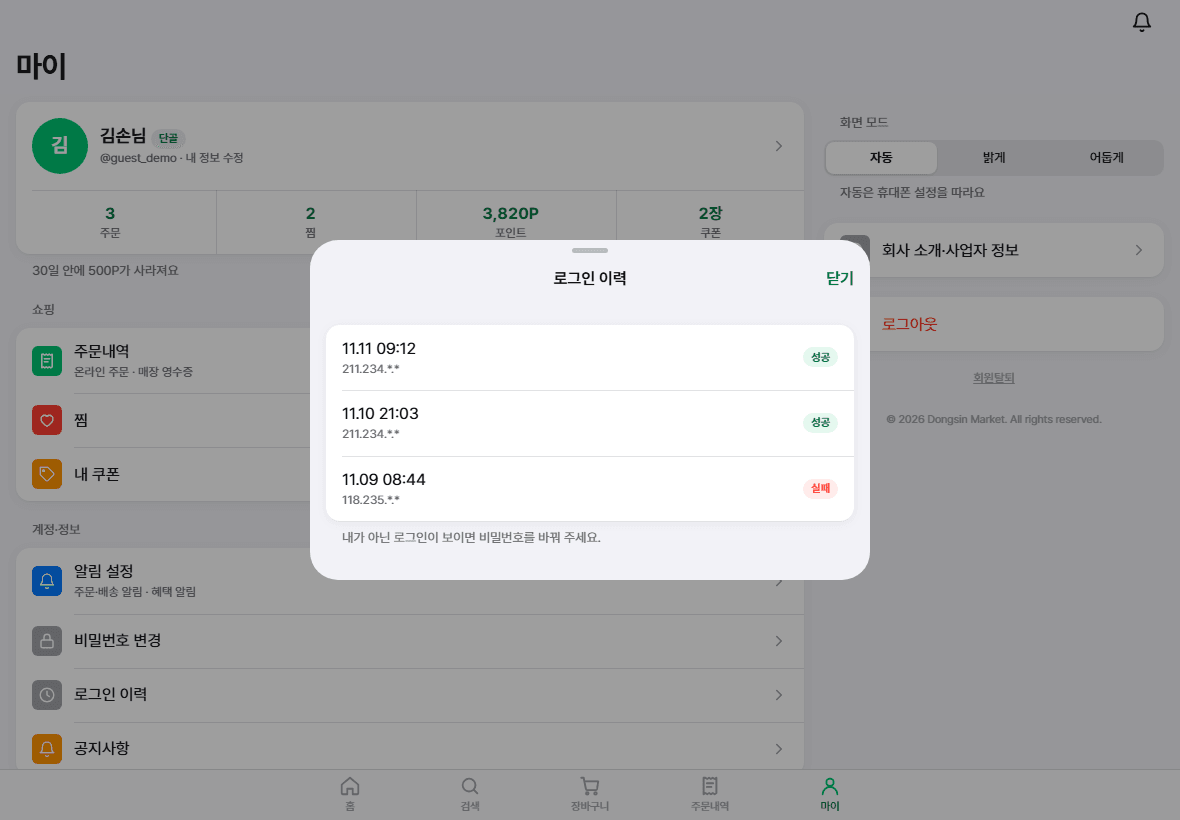 마이
김
김손님 단골
@guest_demo · 내 정보 수정
3
주문
2
찜
3,820P
포인트
2장
쿠폰
30일 안에 500P가 사라져요
쇼핑
주문내역
온라인 주문 · 매장 영수증
찜
내 쿠폰
계정·정보
알림 설정
주문·배송 알림 · 혜택 알림
비밀번호 변경
로그인 이력
공지사항
화면 모드
자동 밝게 어둡게
자동은 휴대폰 설정을 따라요
회사 소개·사업자 정보
로그아웃
회원탈퇴
© 2026 Dongsin Market. All rights reserved.
로그인 이력 닫기
11.11 09:12
211.234.*.*
성공
11.10 21:03
211.234.*.*
성공
11.09 08:44
118.235.*.*
실패
내가 아닌 로그인이 보이면 비밀번호를 바꿔 주세요.
홈 검색 장바구니 주문내역 마이